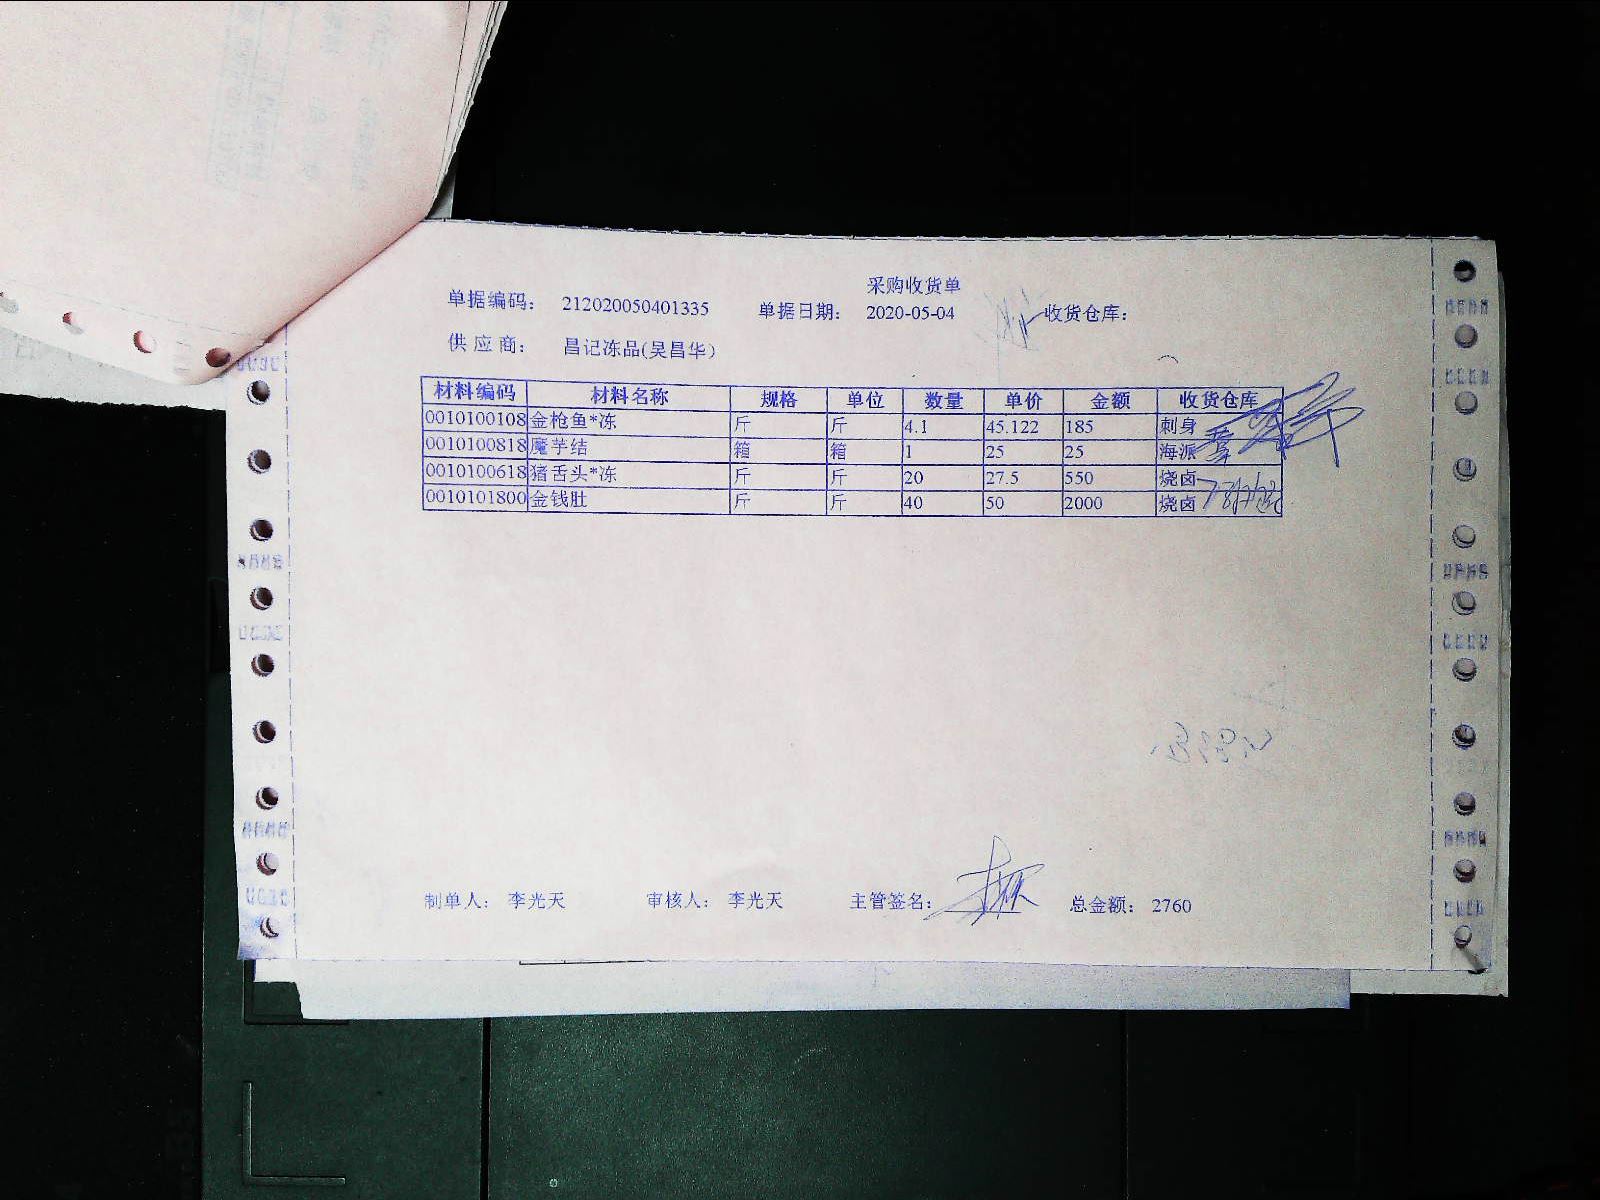 采购收货单
单据编码: 212020050401335 单据日期: 2020-05-04 收货仓库:
供 应 商: 昌记冻品(吴昌华)
材料编码 材料名称 规格 单位 数量 单价 金额 收货仓库
0010100108 金枪鱼*冻 斤 斤 4.1 45.122 185 刺身
0010100818 魔芋结 箱 箱 1 25 25 海派
0010100618 猪舌头*冻 斤 斤 20 27.5 550 烧卤
0010101800 金钱肚 斤 斤 40 50 2000 烧卤
制单人: 李光天 审核人: 李光天 主管签名: 总金额: 2760